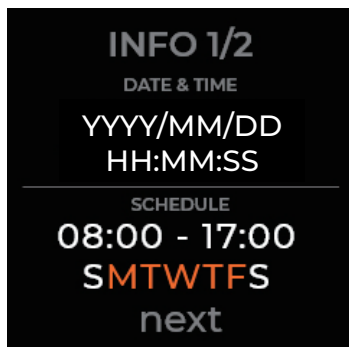 INFO 1/2
DATE & TIME
YYYY/MM/DD
HH:MM:SS
SCHEDULE
08:00 - 17:00
SMTWTFS
next